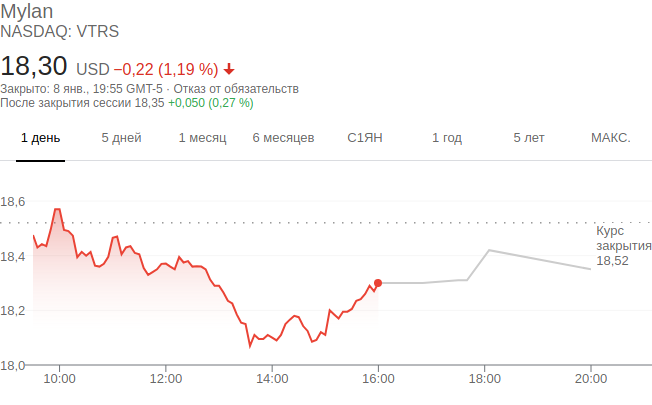 Mylan
NASDAQ: VTRS
18,30 USD −0,22 (1,19 %)
Закрыто: 8 янв., 19:55 GMT-5 · Отказ от обязательств
После закрытия сессии 18,35 +0,050 (0,27 %)
1 день 5 дней 1 месяц 6 месяцев С1ЯН 1 год 5 лет МАКС.
18,6
Курс
закрытия
18,52
18,4
18,2
18,0
10:00 12:00 14:00 16:00 18:00 20:00